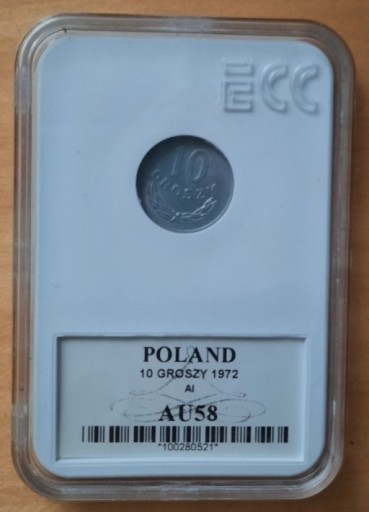 ECC
10
GROSZY
POLAND
10 GROSZY 1972
Al
AU58
*100280521*